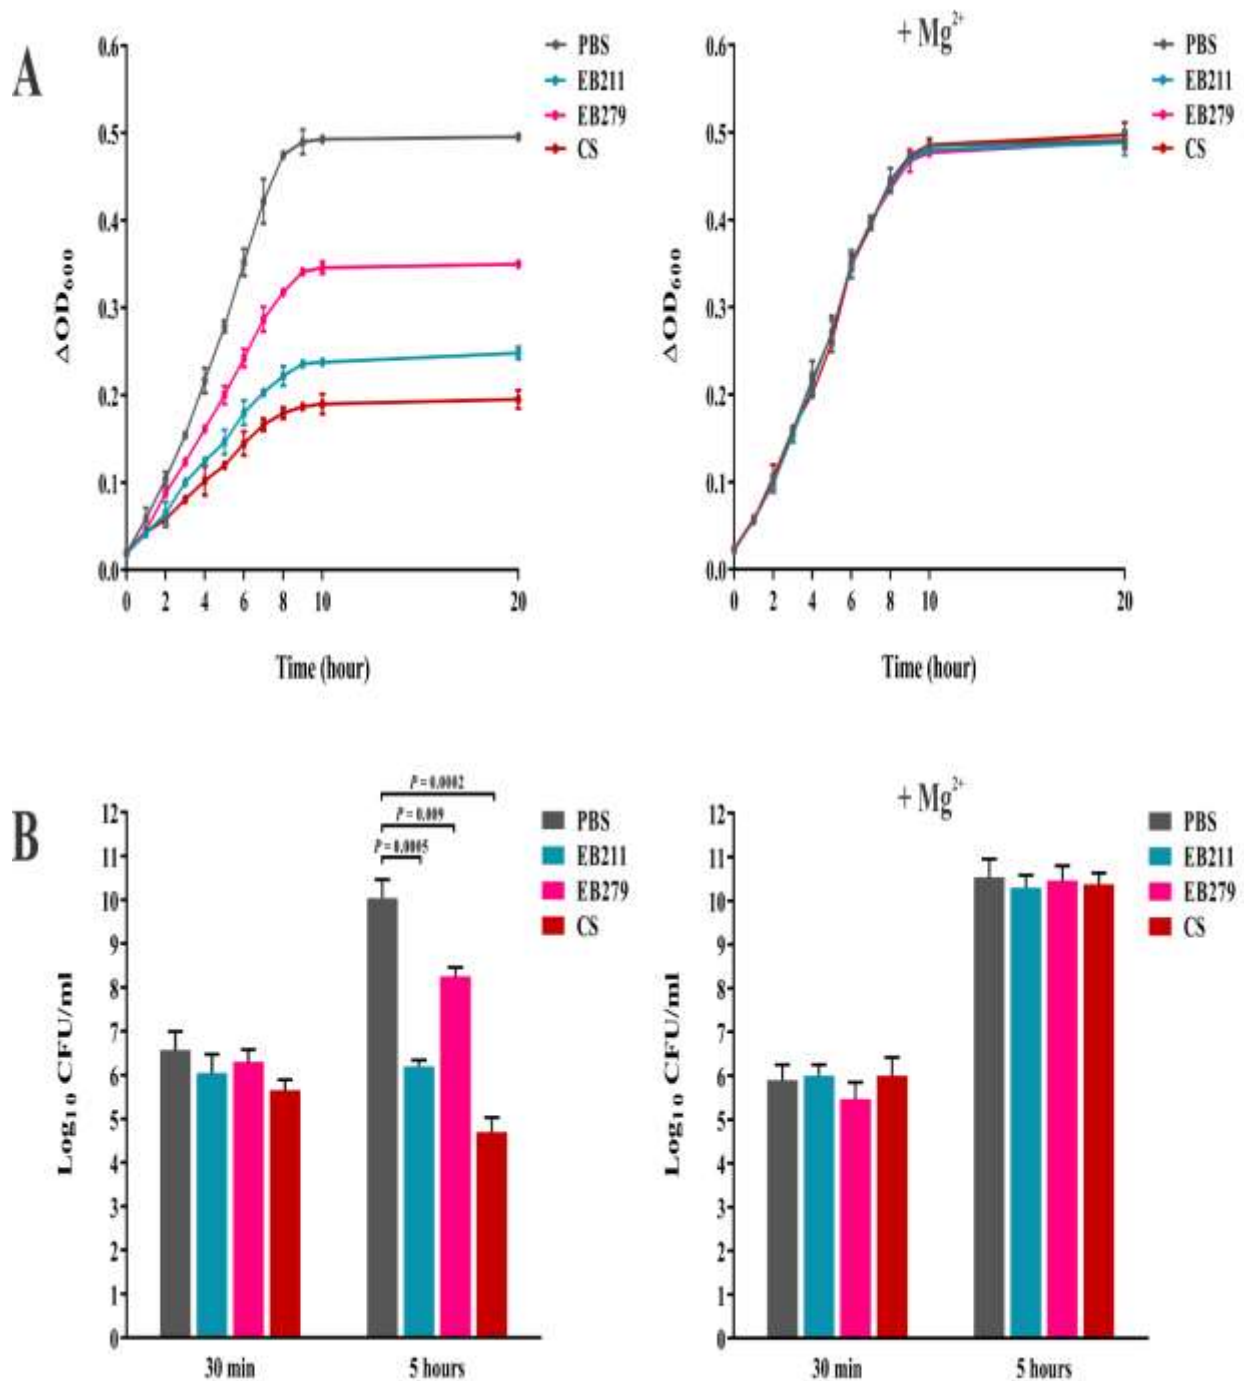 A
0.6
0.5
0.4
0.3
0.2
0.1
0.0
0 2 4 6 8 10 20
ΔOD₆₀₀
Time (hour)
PBS
EB211
EB279
CS
+ Mg²⁺
0.6
0.5
0.4
0.3
0.2
0.1
0.0
0 2 4 6 8 10 20
ΔOD₆₀₀
Time (hour)
PBS
EB211
EB279
CS
B
12
11
10
9
8
7
6
5
4
3
2
1
0
Log₁₀ CFU/ml
P = 0.0002
P = 0.009
P = 0.0005
30 min 5 hours
PBS
EB211
EB279
CS
+ Mg²⁺
12
11
10
9
8
7
6
5
4
3
2
1
0
Log₁₀ CFU/ml
30 min 5 hours
PBS
EB211
EB279
CS